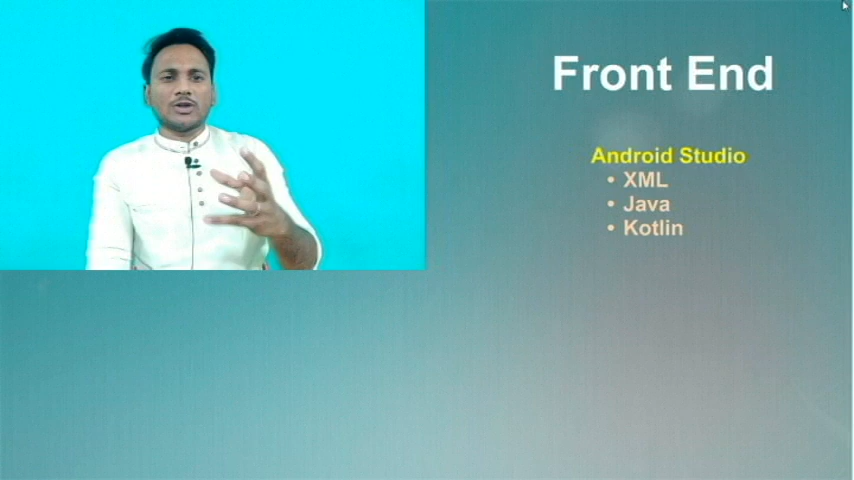 Front End
Android Studio
• XML
• Java
• Kotlin